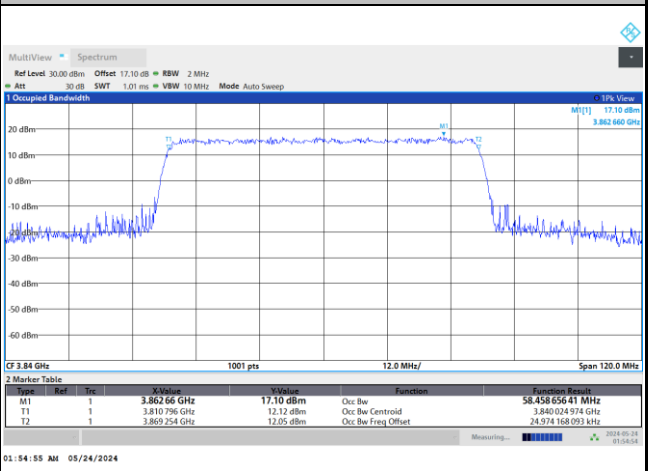 MultiView Spectrum
Ref Level 30.00 dBm Offset 17.10 dB RBW 2 MHz
Att 30 dB SWT 1.01 ms VBW 10 MHz Mode Auto Sweep
1 Occupied Bandwidth 1Pk View
M1[1] 17.10 dBm
3.862 660 GHz
M1
T1 T2
20 dBm
10 dBm
0 dBm
-10 dBm
-20 dBm
-30 dBm
-40 dBm
-50 dBm
-60 dBm
CF 3.84 GHz 1001 pts 12.0 MHz/ Span 120.0 MHz
2 Marker Table
Type Ref Trc X-Value Y-Value Function Function Result
M1 1 3.862 66 GHz 17.10 dBm Occ Bw 58.458 656 41 MHz
T1 1 3.810 796 GHz 12.12 dBm Occ Bw Centroid 3.840 024 974 GHz
T2 1 3.869 254 GHz 12.05 dBm Occ Bw Freq Offset 24.974 168 093 kHz
Measuring... 2024-05-24
01:54:54
01:54:55 AM 05/24/2024